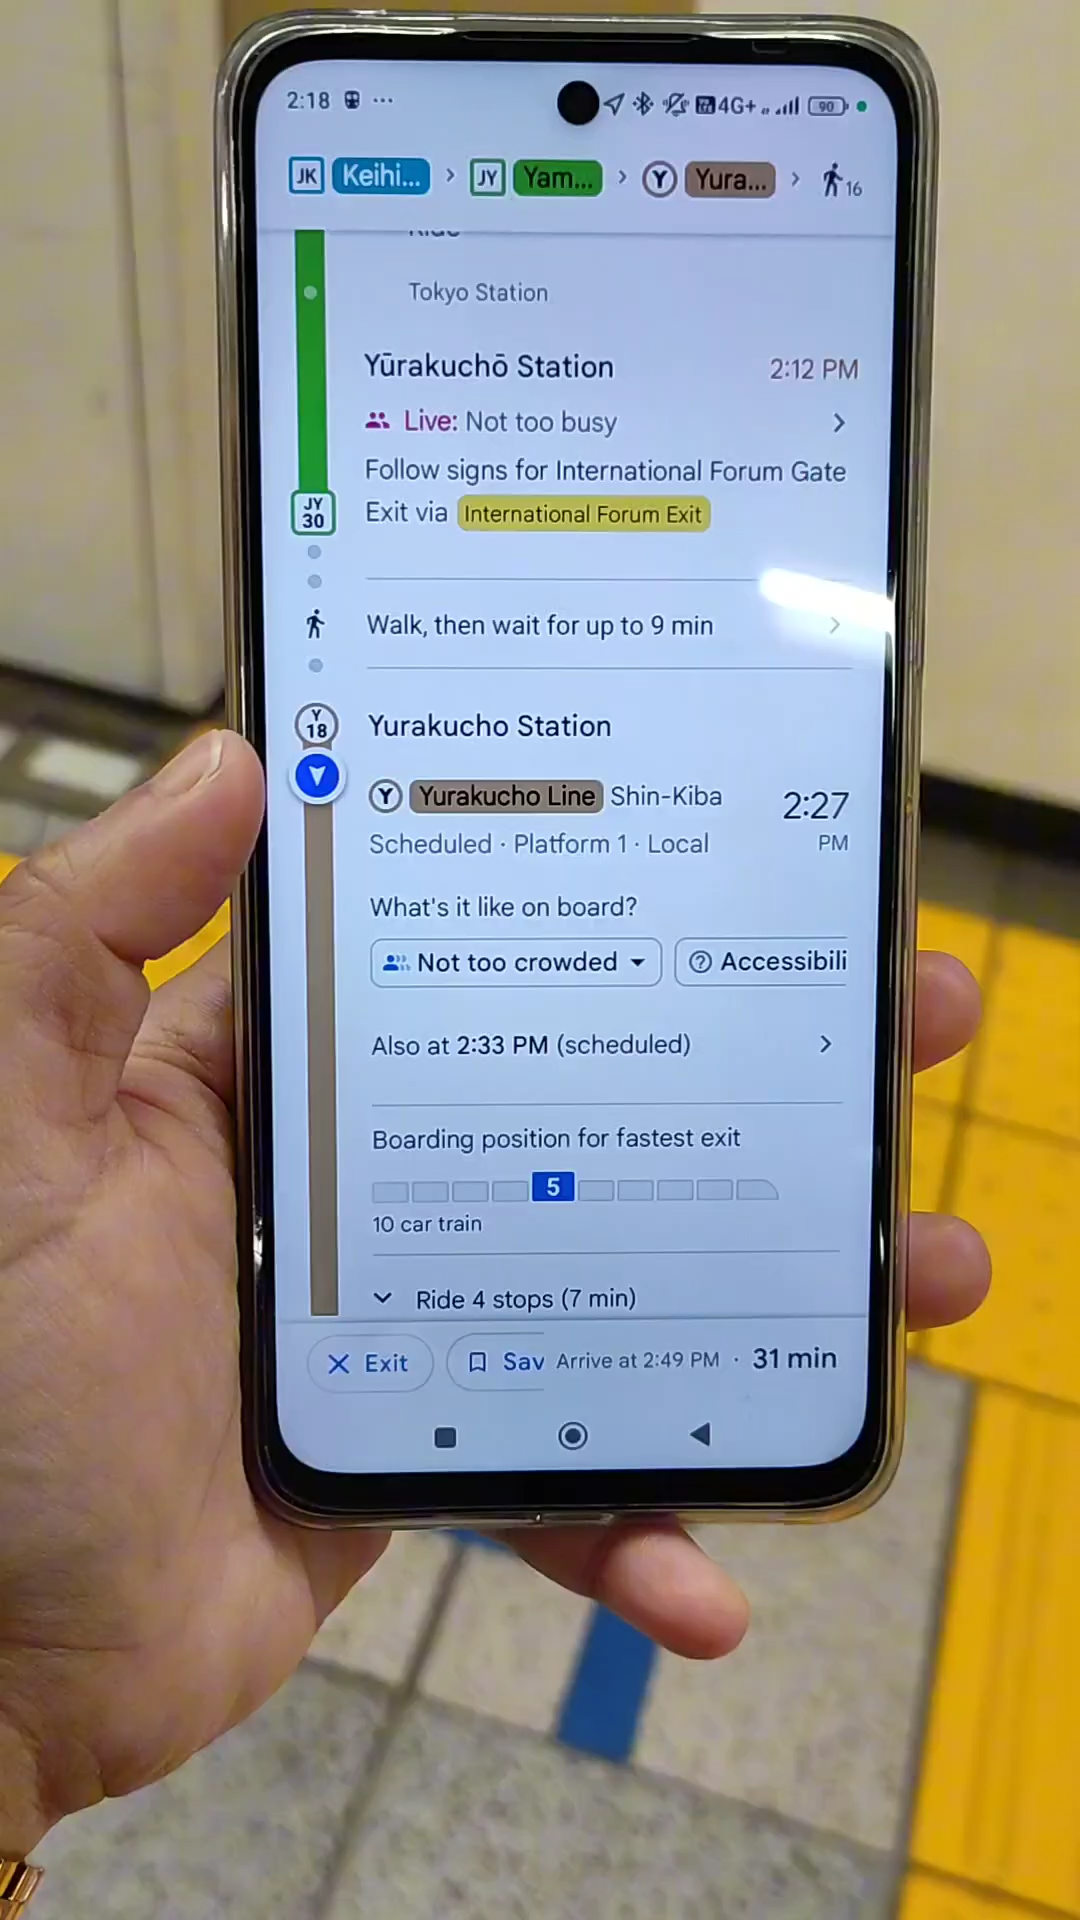 2:18 ··· 4G+ 90
JK Keihi... > JY Yam... > Y Yura... > 16
Ride
Tokyo Station
Yūrakuchō Station 2:12 PM
Live: Not too busy
Follow signs for International Forum Gate
JY 30 Exit via International Forum Exit
Walk, then wait for up to 9 min
Y 18 Yurakucho Station
Y Yurakucho Line Shin-Kiba 2:27
Scheduled · Platform 1 · Local PM
What's it like on board?
Not too crowded Accessibili
Also at 2:33 PM (scheduled)
Boarding position for fastest exit
5
10 car train
Ride 4 stops (7 min)
Exit Sav Arrive at 2:49 PM · 31 min